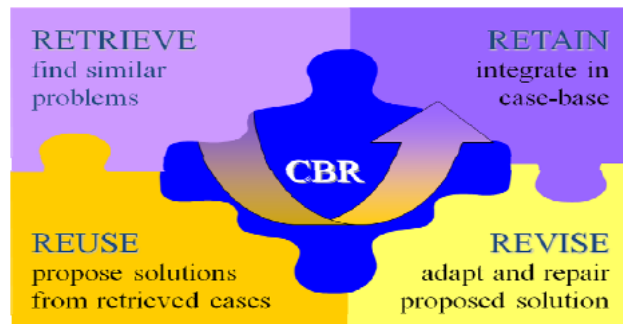 RETRIEVE
find similar
problems
RETAIN
integrate in
case-base
CBR
REUSE
propose solutions
from retrieved cases
REVISE
adapt and repair
proposed solution